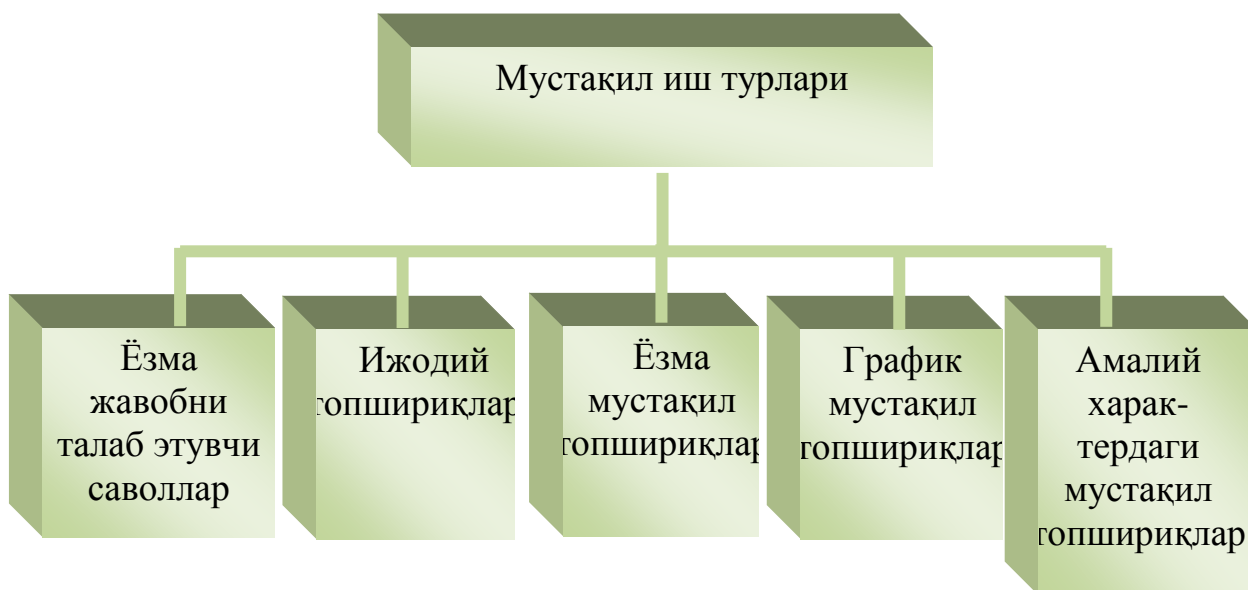 Мустақил иш турлари
Ёзма
жавобни
талаб этувчи
саволлар
Ижодий
топшириқлар
Ёзма
мустақил
топшириқлар
График
мустақил
топшириқлар
Амалий
харак-
тердаги
мустақил
топшириқлар